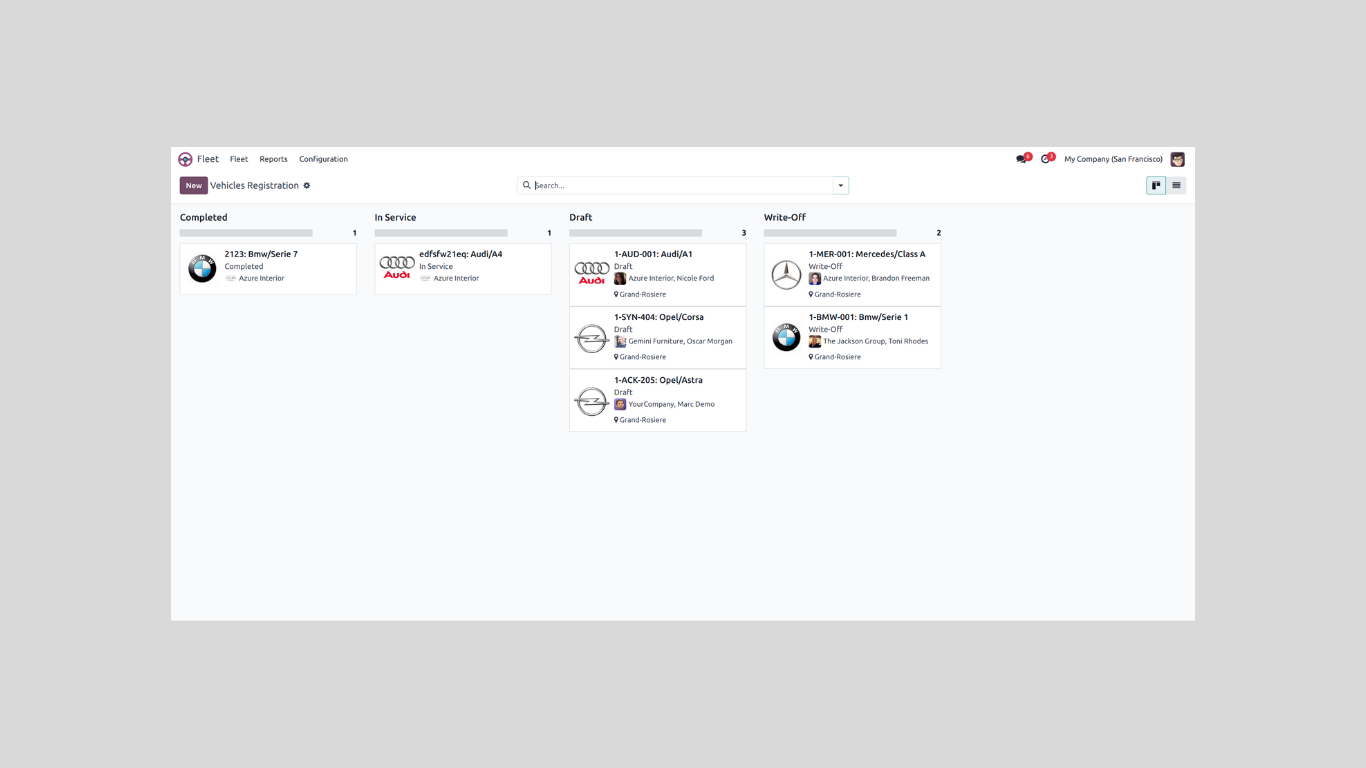 Fleet Fleet Reports Configuration 6 3 My Company (San Francisco)
New Vehicles Registration Search...
Completed
1
2123: Bmw/Serie 7
Completed
Azure Interior
In Service
1
edfsfw21eq: Audi/A4
In Service
Azure Interior
Audi
Draft
3
1-AUD-001: Audi/A1
Draft
Azure Interior, Nicole Ford
Grand-Rosiere
Audi
1-SYN-404: Opel/Corsa
Draft
Gemini Furniture, Oscar Morgan
Grand-Rosiere
1-ACK-205: Opel/Astra
Draft
YourCompany, Marc Demo
Grand-Rosiere
Write-Off
2
1-MER-001: Mercedes/Class A
Write-Off
Azure Interior, Brandon Freeman
Grand-Rosiere
1-BMW-001: Bmw/Serie 1
Write-Off
The Jackson Group, Toni Rhodes
Grand-Rosiere